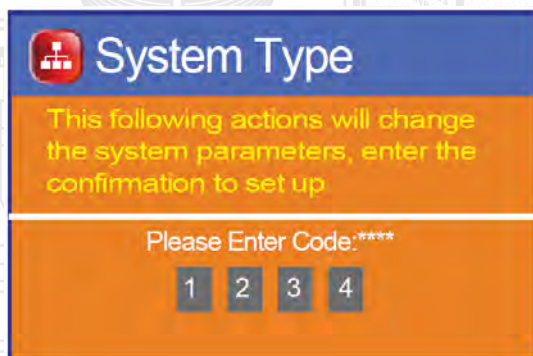 System Type
This following actions will change
the system parameters, enter the
confirmation to set up
Please Enter Code:****
1 2 3 4